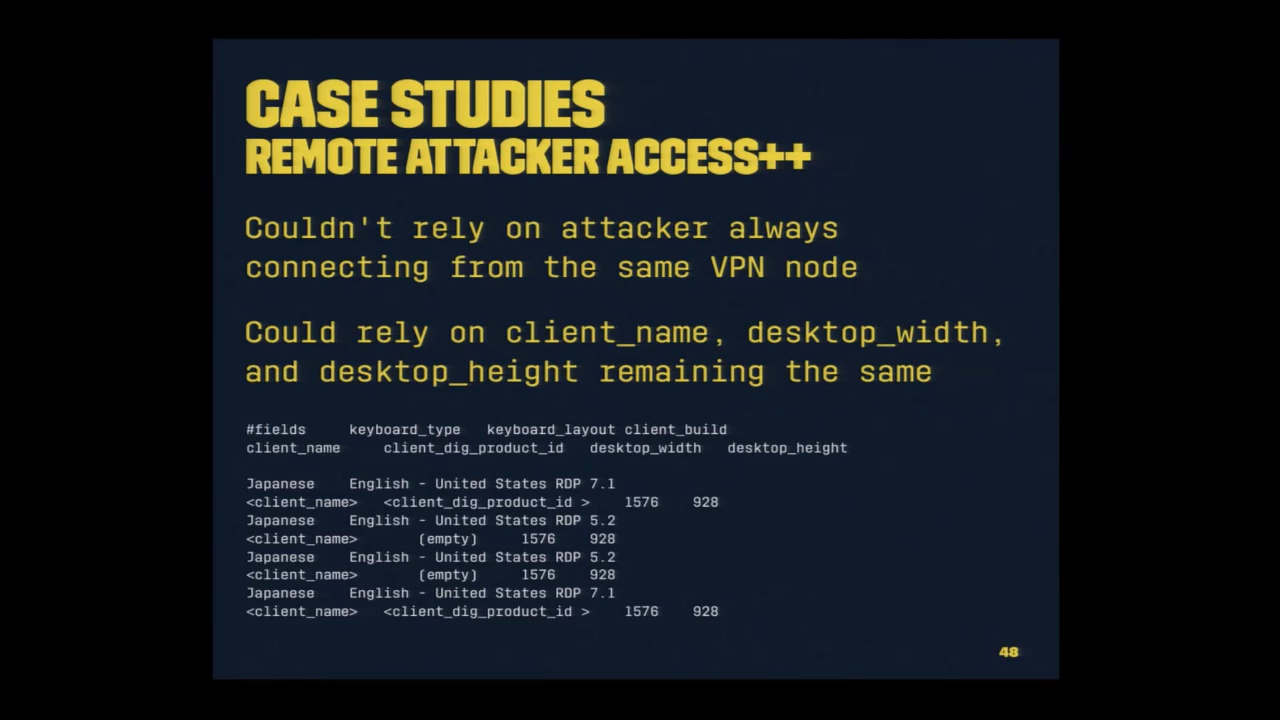 CASE STUDIES
REMOTE ATTACKER ACCESS++
Couldn't rely on attacker always
connecting from the same VPN node
Could rely on client_name, desktop_width,
and desktop_height remaining the same
#fields keyboard_type keyboard_layout client_build
client_name client_dig_product_id desktop_width desktop_height
Japanese English - United States RDP 7.1
<client_name> <client_dig_product_id > 1576 928
Japanese English - United States RDP 5.2
<client_name> (empty) 1576 928
Japanese English - United States RDP 5.2
<client_name> (empty) 1576 928
Japanese English - United States RDP 7.1
<client_name> <client_dig_product_id > 1576 928
48